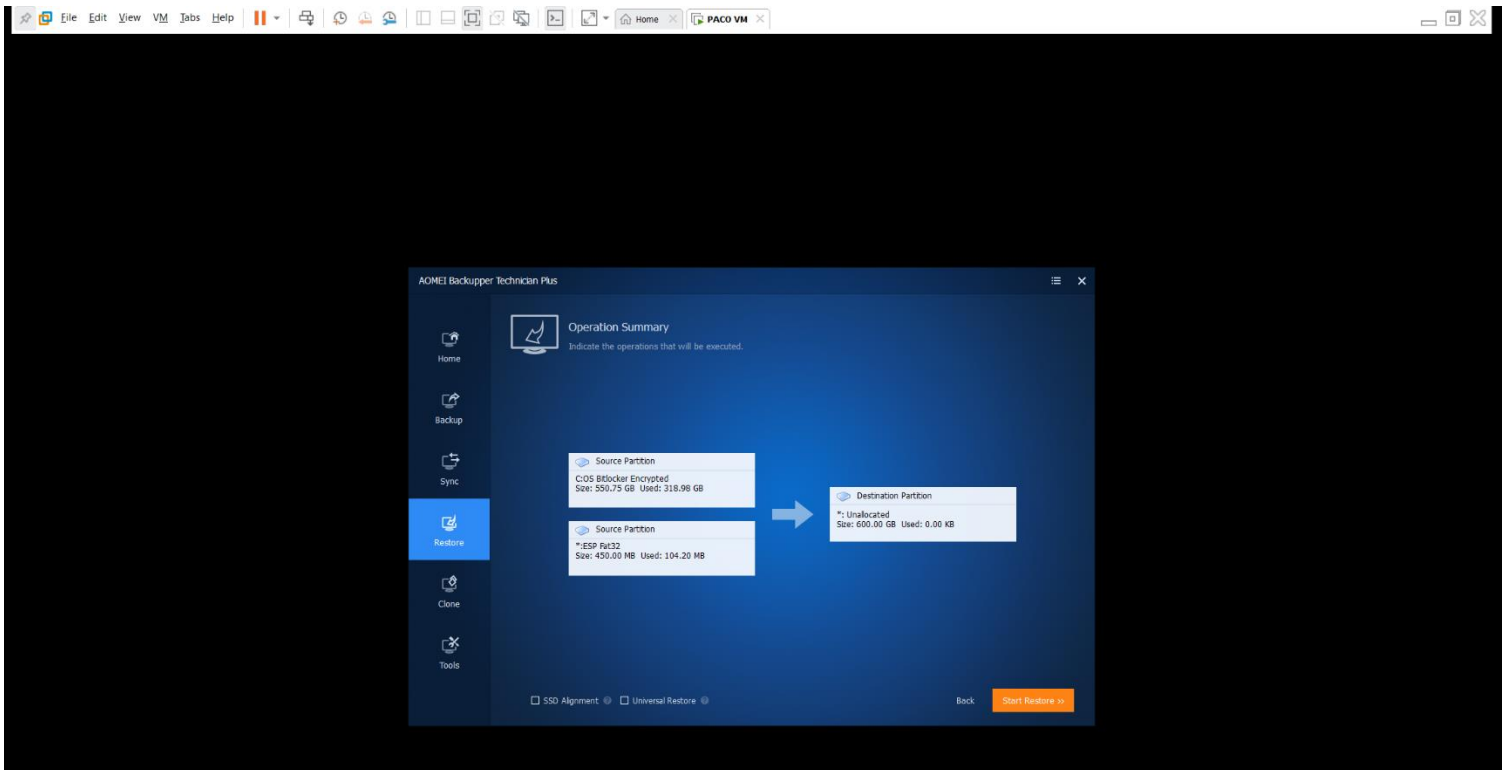 File Edit View VM Tabs Help Home PACO VM
AOMEI Backupper Technician Plus
Operation Summary
Indicate the operations that will be executed.
Home
Backup
Sync
Restore
Clone
Tools
Source Partition
C:OS Bitlocker Encrypted
Size: 550.75 GB Used: 318.98 GB
Source Partition
*:ESP Fat32
Size: 450.00 MB Used: 104.20 MB
Destination Partition
*: Unallocated
Size: 600.00 GB Used: 0.00 KB
SSD Alignment Universal Restore Back Start Restore »